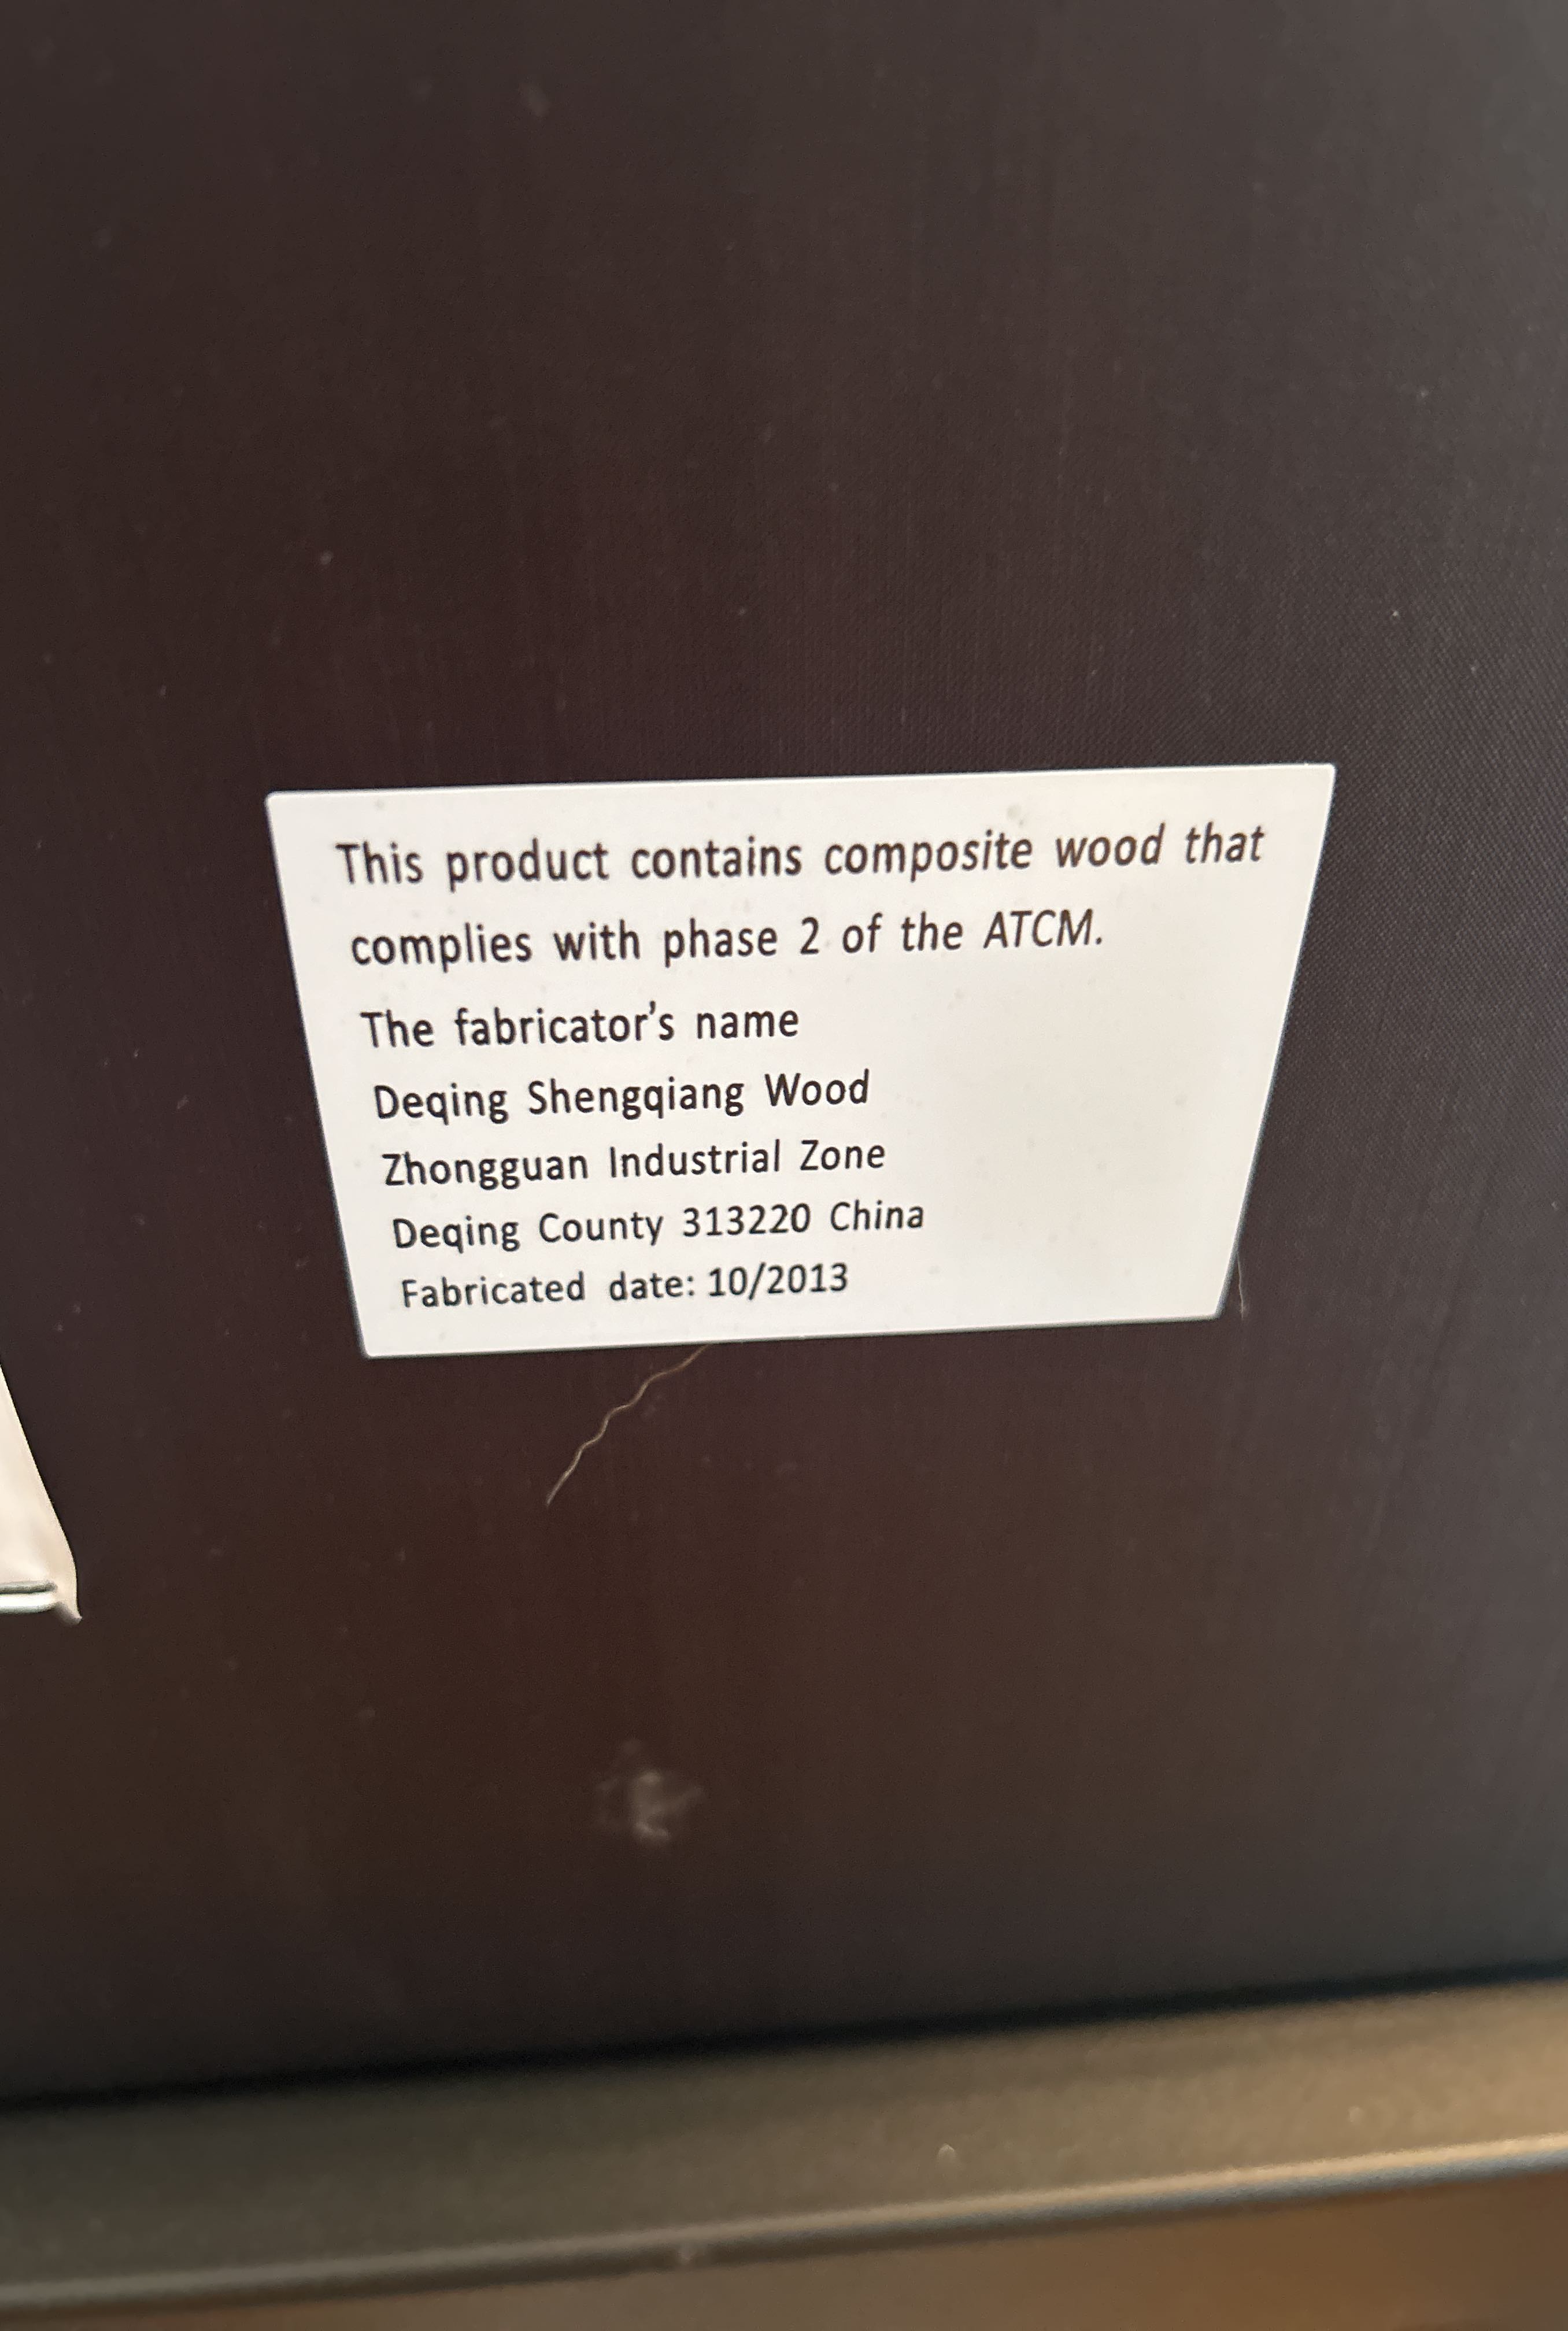 This product contains composite wood that
complies with phase 2 of the ATCM.
The fabricator's name
Deqing Shengqiang Wood
Zhongguan Industrial Zone
Deqing County 313220 China
Fabricated date: 10/2013